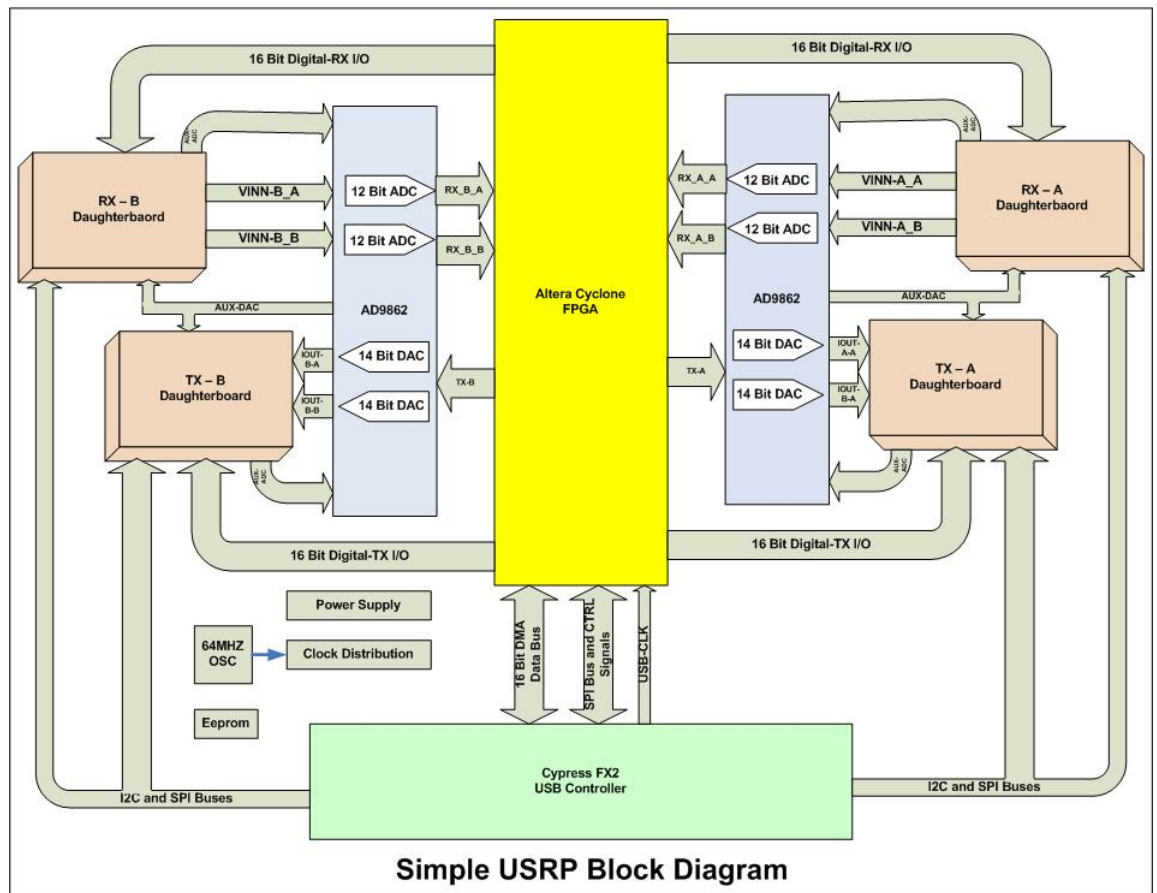 16 Bit Digital-RX I/O
16 Bit Digital-RX I/O
AUX-
ADC
AUX-
ADC
RX – B
Daughterbaord
VINN-B_A
VINN-B_B
12 Bit ADC
12 Bit ADC
RX_B_A
RX_B_B
RX_A_A
RX_A_B
12 Bit ADC
12 Bit ADC
VINN-A_A
VINN-A_B
RX – A
Daughterbaord
Altera Cyclone
FPGA
AUX-DAC
AD9862
AD9862
AUX-DAC
TX – B
Daughterboard
IOUT-
B-A
IOUT-
B-B
14 Bit DAC
14 Bit DAC
TX-B
TX-A
14 Bit DAC
14 Bit DAC
IOUT-
A-A
IOUT-
B-A
TX – A
Daughterboard
AUX-
ADC
AUX-
ADC
16 Bit Digital-TX I/O
16 Bit Digital-TX I/O
Power Supply
64MHZ
OSC
Clock Distribution
Eeprom
16 Bit DMA
Data Bus
SPI Bus and CTRL
Signals
USB-CLK
Cypress FX2
USB Controller
I2C and SPI Buses
I2C and SPI Buses
Simple USRP Block Diagram